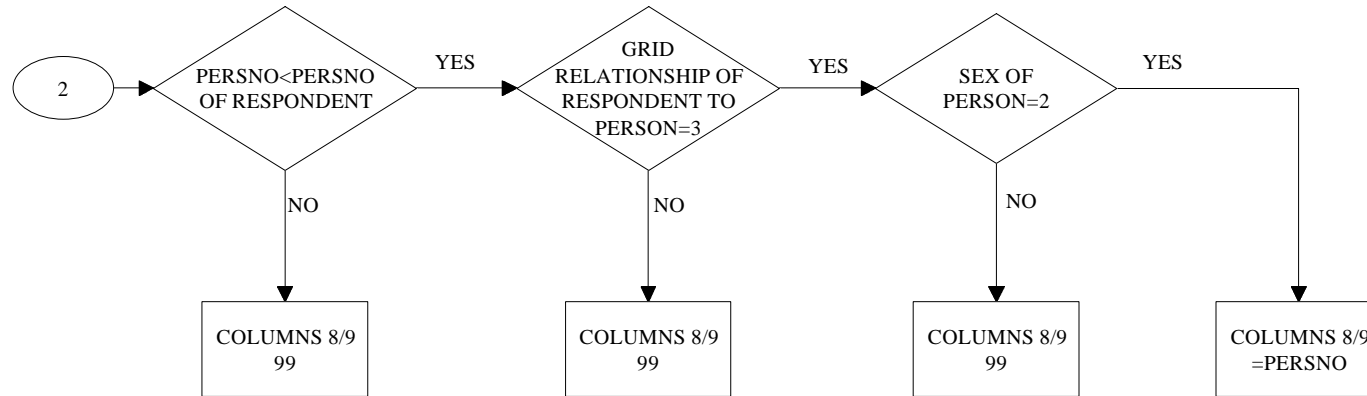 2
PERSNO<PERSNO
OF RESPONDENT
YES
GRID
RELATIONSHIP OF
RESPONDENT TO
PERSON=3
YES
SEX OF
PERSON=2
YES
NO
NO
NO
COLUMNS 8/9
99
COLUMNS 8/9
99
COLUMNS 8/9
99
COLUMNS 8/9
=PERSNO